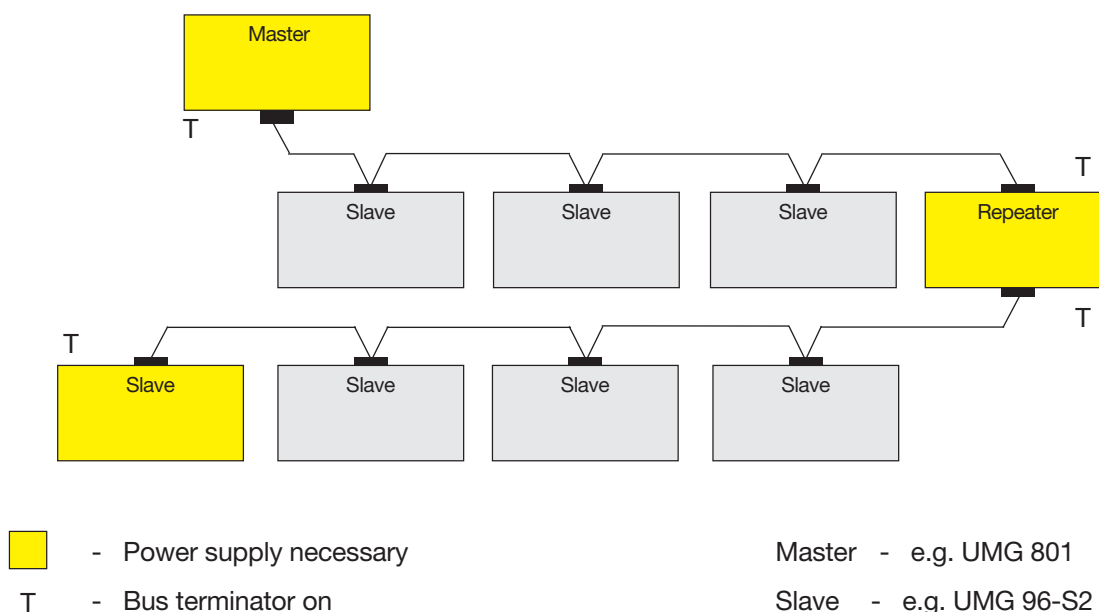 Master
T
T
Slave
Slave
Slave
Repeater
T
T
Slave
Slave
Slave
Slave
- Power supply necessary
Master - e.g. UMG 801
T - Bus terminator on
Slave - e.g. UMG 96-S2